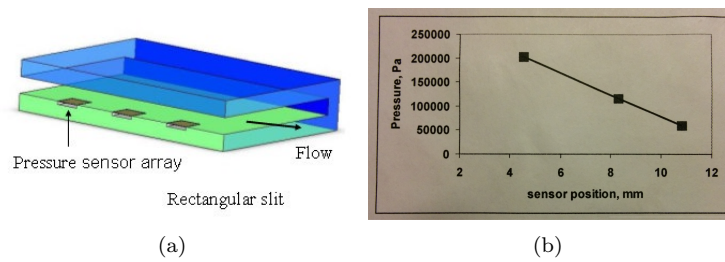 Pressure sensor array
Flow
Rectangular slit
(a)
250000
200000
150000
100000
50000
0
Pressure, Pa
2 4 6 8 10 12
sensor position, mm
(b)